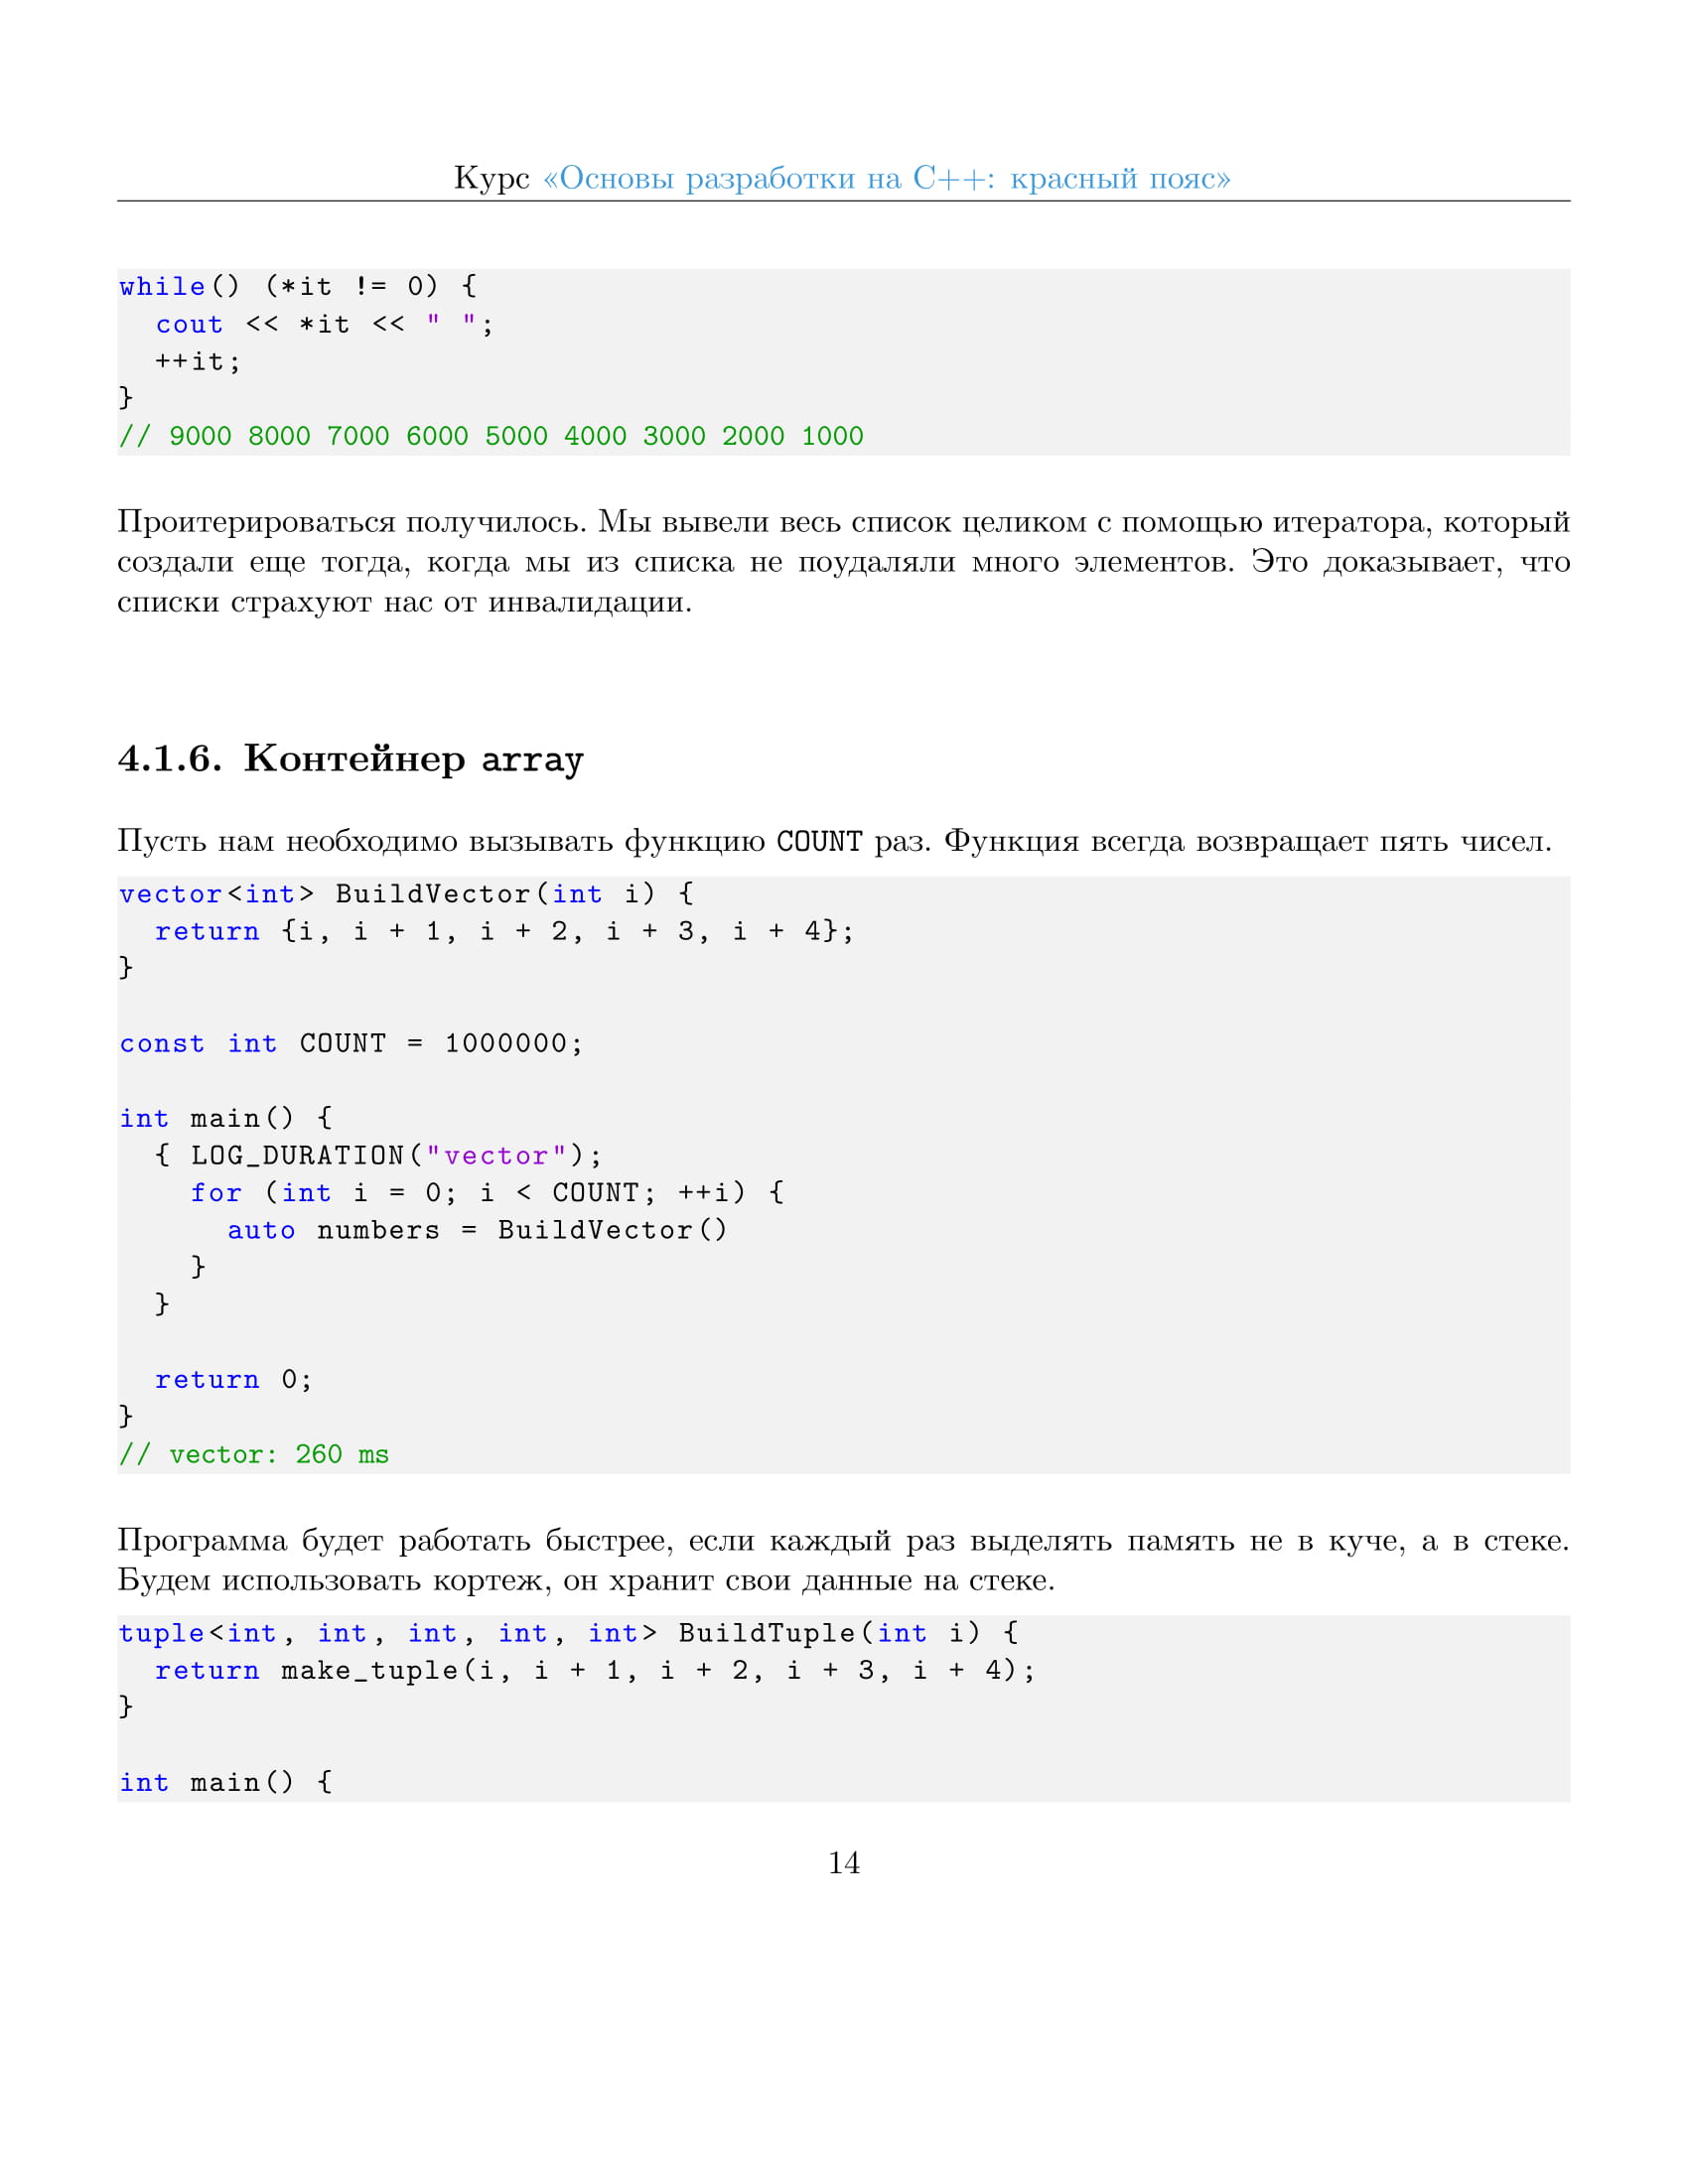 Курс «Основы разработки на C++: красный пояс»
while() (*it != 0) {
  cout << *it << " ";
  ++it;
}
// 9000 8000 7000 6000 5000 4000 3000 2000 1000
Проитерироваться получилось. Мы вывели весь список целиком с помощью итератора, который
создали еще тогда, когда мы из списка не поудаляли много элементов. Это доказывает, что
списки страхуют нас от инвалидации.
4.1.6. Контейнер array
Пусть нам необходимо вызывать функцию COUNT раз. Функция всегда возвращает пять чисел.
vector<int> BuildVector(int i) {
  return {i, i + 1, i + 2, i + 3, i + 4};
}
const int COUNT = 1000000;
int main() {
  { LOG_DURATION("vector");
    for (int i = 0; i < COUNT; ++i) {
      auto numbers = BuildVector()
    }
  }
  return 0;
}
// vector: 260 ms
Программа будет работать быстрее, если каждый раз выделять память не в куче, а в стеке.
Будем использовать кортеж, он хранит свои данные на стеке.
tuple<int, int, int, int, int> BuildTuple(int i) {
  return make_tuple(i, i + 1, i + 2, i + 3, i + 4);
}
int main() {
14